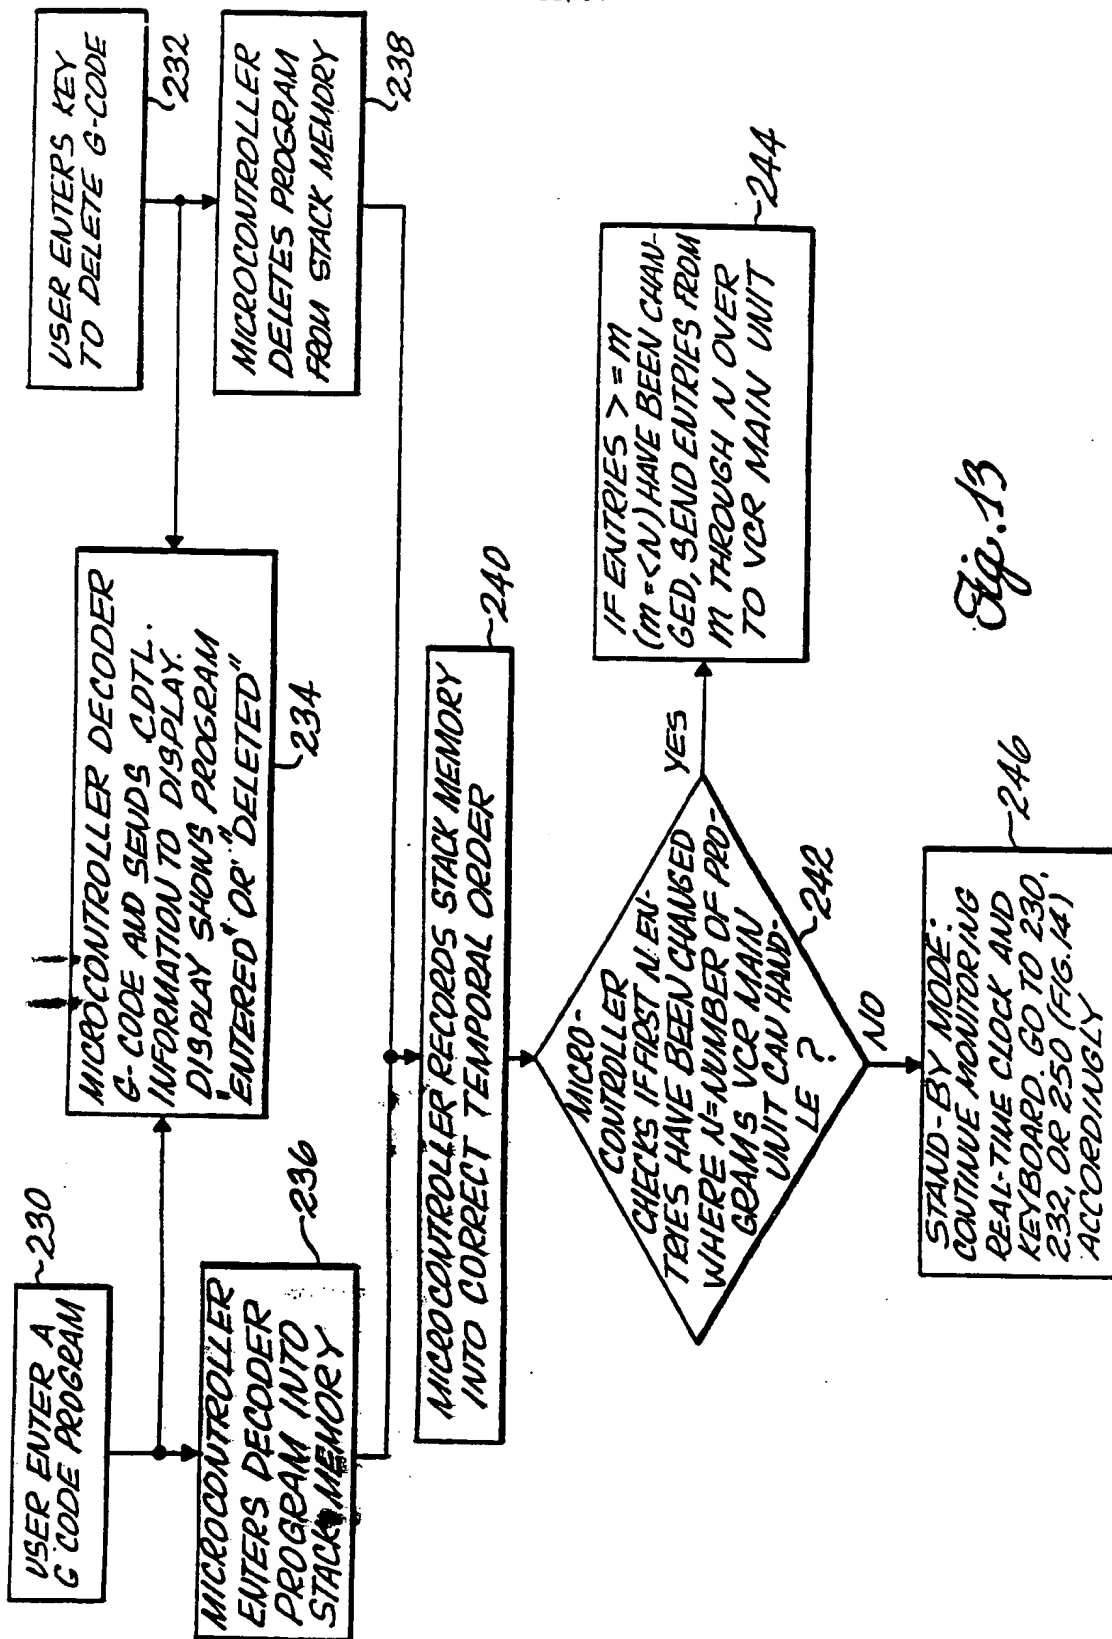 USER ENTER A
G CODE PROGRAM
230
USER ENTERS KEY
TO DELETE G-CODE
232
MICROCONTROLLER DECODER
G-CODE AND SENDS CDTL.
INFORMATION TO DISPLAY.
DISPLAY SHOWS PROGRAM
"ENTERED" OR "DELETED"
234
MICROCONTROLLER
ENTERS DECODER
PROGRAM INTO
STACK MEMORY
236
MICROCONTROLLER
DELETES PROGRAM
FROM STACK MEMORY
238
MICROCONTROLLER RECORDS STACK MEMORY
INTO CORRECT TEMPORAL ORDER
240
MICRO-
CONTROLLER
CHECKS IF FIRST N EN-
TRIES HAVE BEEN CHANGED
WHERE N=NUMBER OF PRO-
GRAMS VCR MAIN
UNIT CAN HAND-
LE ?
242
YES
IF ENTRIES >= m
(m =< N) HAVE BEEN CHAN-
GED, SEND ENTRIES FROM
m THROUGH N OVER
TO VCR MAIN UNIT
244
NO
STAND-BY MODE:
CONTINUE MONITORING
REAL-TIME CLOCK AND
KEYBOARD. GO TO 230,
232, OR 250 (FIG.14)
ACCORDINGLY
246
Fig. 13